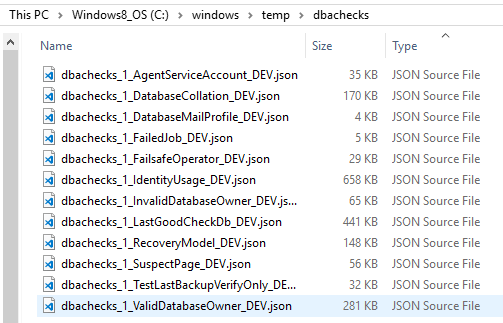 This PC > Windows8_OS (C:) > windows > temp > dbachecks
Name Size Type
dbachecks_1_AgentServiceAccount_DEV.json 35 KB JSON Source File
dbachecks_1_DatabaseCollation_DEV.json 170 KB JSON Source File
dbachecks_1_DatabaseMailProfile_DEV.json 4 KB JSON Source File
dbachecks_1_FailedJob_DEV.json 5 KB JSON Source File
dbachecks_1_FailsafeOperator_DEV.json 29 KB JSON Source File
dbachecks_1_IdentityUsage_DEV.json 658 KB JSON Source File
dbachecks_1_InvalidDatabaseOwner_DEV.js... 65 KB JSON Source File
dbachecks_1_LastGoodCheckDb_DEV.json 441 KB JSON Source File
dbachecks_1_RecoveryModel_DEV.json 148 KB JSON Source File
dbachecks_1_SuspectPage_DEV.json 56 KB JSON Source File
dbachecks_1_TestLastBackupVerifyOnly_DE... 32 KB JSON Source File
dbachecks_1_ValidDatabaseOwner_DEV.json 281 KB JSON Source File